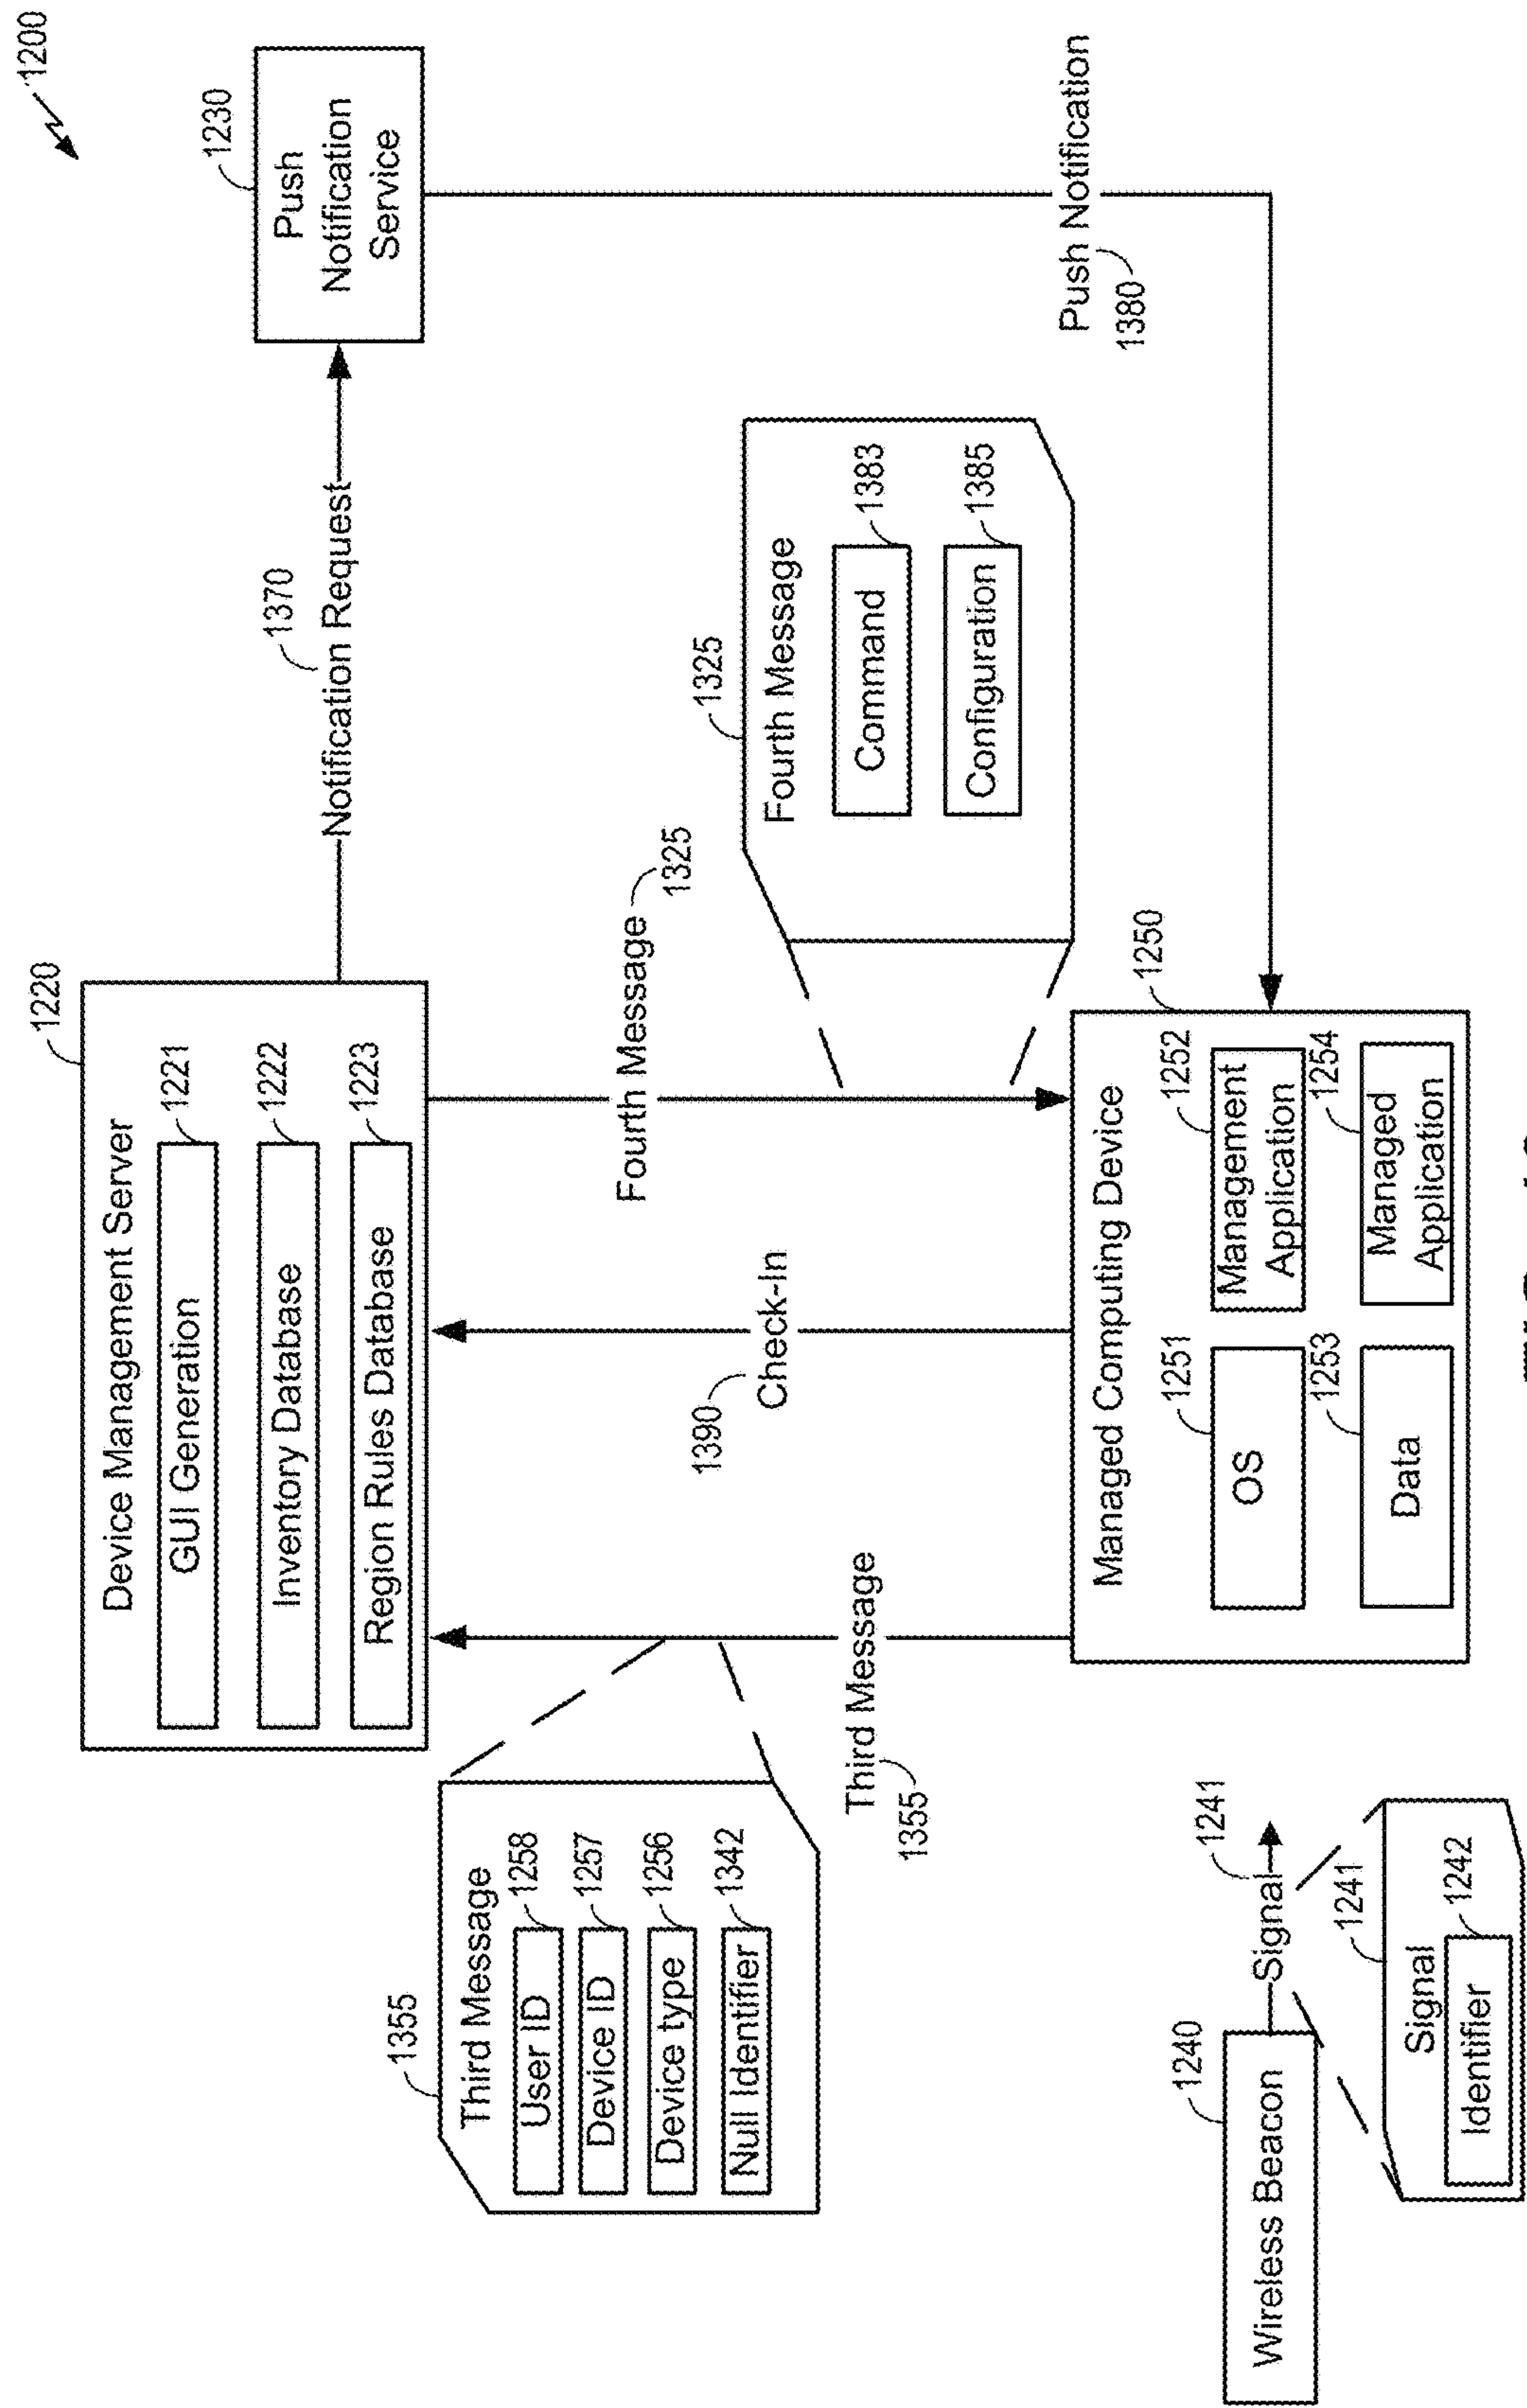 1200
1220
Device Management Server
GUI Generation
1221
Inventory Database
1222
Region Rules Database
1223
1370
Notification Request
1230
Push
Notification
Service
1355
Third Message
User ID
1258
Device ID
1257
Device type
1256
Null Identifier
1342
Third Message
1355
1390
Check-In
Fourth Message
1325
1325
Fourth Message
Command
1383
Configuration
1385
Push Notification
1380
1240
Wireless Beacon
Signal
1241
1241
Signal
Identifier
1242
1250
Managed Computing Device
OS
1251
Management
Application
1252
Data
1253
Managed
Application
1254